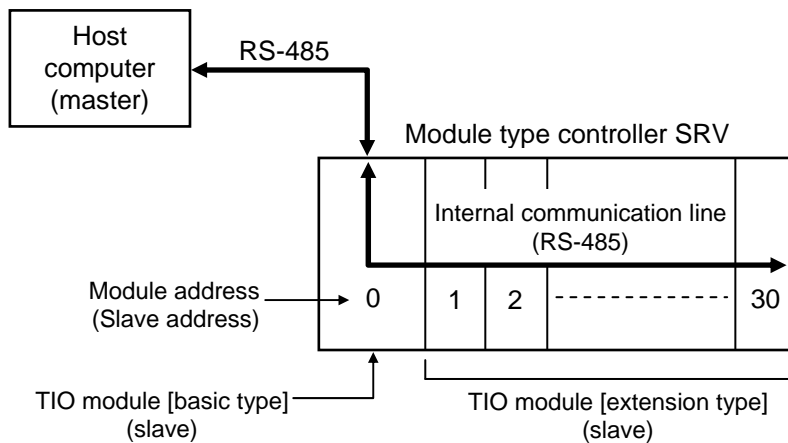 Host
computer
(master)
RS-485
Module type controller SRV
Internal communication line
(RS-485)
Module address
(Slave address)
0
1
2
30
TIO module [basic type]
(slave)
TIO module [extension type]
(slave)